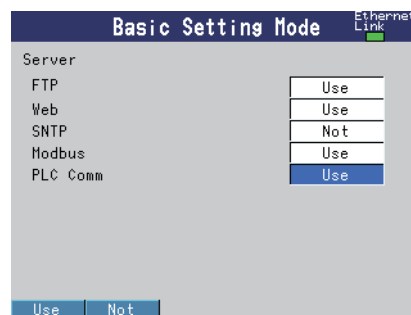 Basic Setting Mode
Ethernet
Link
Server
FTP Use
Web Use
SNTP Not
Modbus Use
PLC Comm Use
Use Not